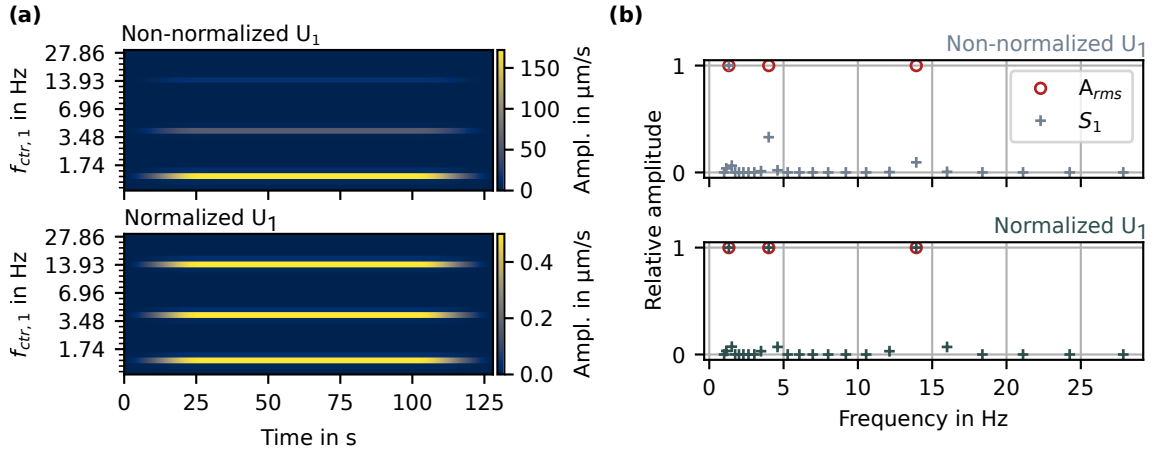 (a)
Non-normalized U₁
27.86
13.93
6.96
3.48
1.74
f_ctr,1 in Hz
150
100
50
0
Ampl. in µm/s
Normalized U₁
27.86
13.93
6.96
3.48
1.74
f_ctr,1 in Hz
0.4
0.2
0.0
Ampl. in µm/s
0 25 50 75 100 125
Time in s
(b)
Non-normalized U₁
1
0
A_rms
S₁
Relative amplitude
Normalized U₁
1
0
0 5 10 15 20 25
Frequency in Hz